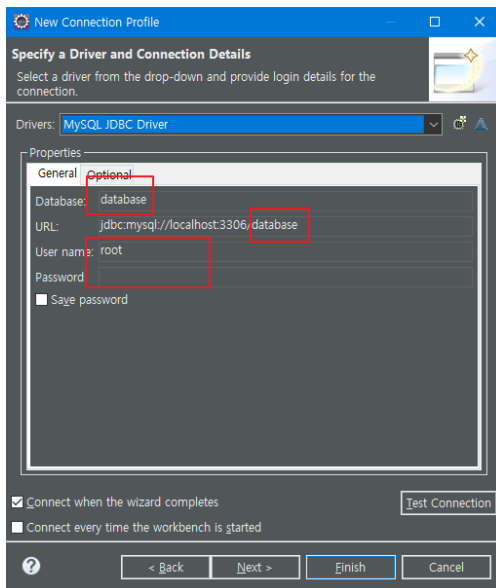 New Connection Profile
Specify a Driver and Connection Details
Select a driver from the drop-down and provide login details for the
connection.
Drivers: MySQL JDBC Driver
Properties
General Optional
Database: database
URL: jdbc:mysql://localhost:3306/database
User name: root
Password:
Save password
Connect when the wizard completes
Test Connection
Connect every time the workbench is started
? < Back Next > Finish Cancel